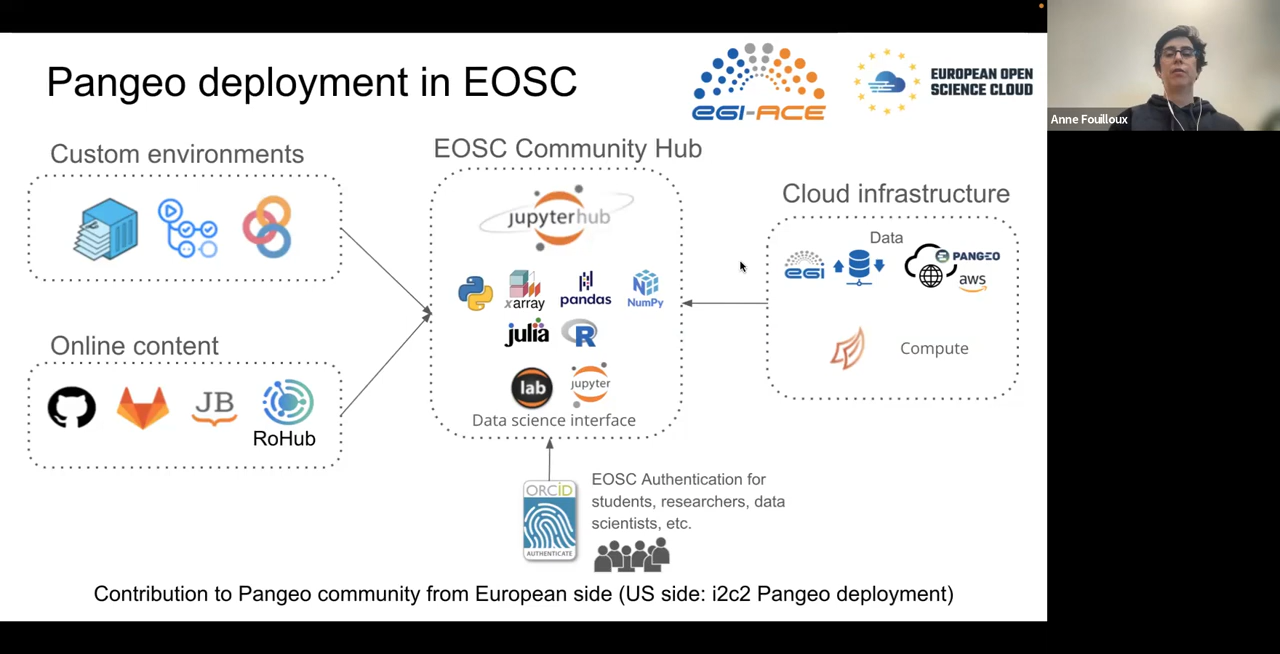 Pangeo deployment in EOSC
egi-ACE
EUROPEAN OPEN
SCIENCE CLOUD
Anne Fouilloux
Custom environments
EOSC Community Hub
jupyterhub
xarray
pandas
NumPy
julia
R
lab
jupyter
Data science interface
Cloud infrastructure
Data
egi
PANGEO
aws
Compute
Online content
JB
RoHub
ORCID
AUTHENTICATE
EOSC Authentication for
students, researchers, data
scientists, etc.
Contribution to Pangeo community from European side (US side: i2c2 Pangeo deployment)